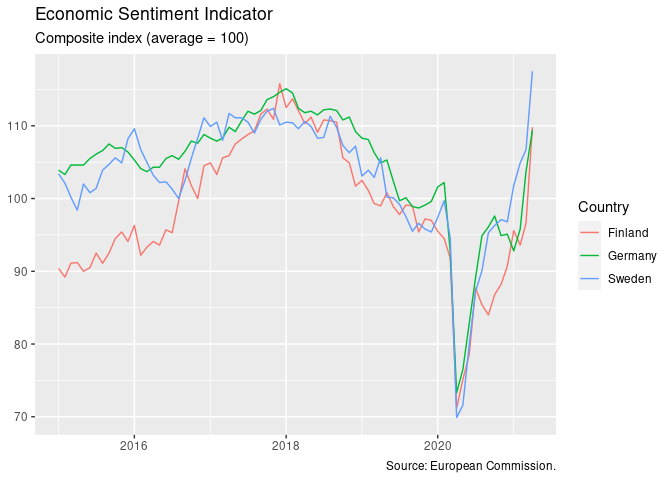 Economic Sentiment Indicator
Composite index (average = 100)
110
100
90
80
70
2016
2018
2020
Country
Finland
Germany
Sweden
Source: European Commission.